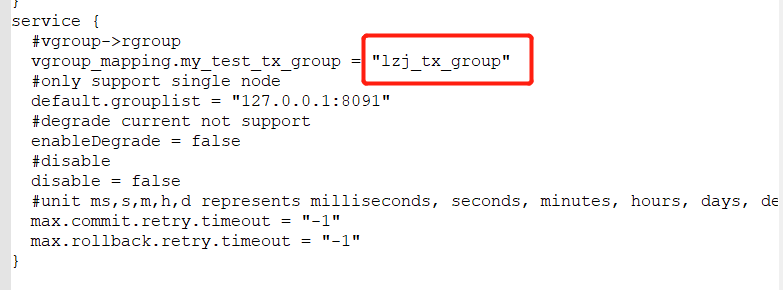 }
service {
#vgroup->rgroup
vgroup_mapping.my_test_tx_group = "lzj_tx_group"
#only support single node
default.grouplist = "127.0.0.1:8091"
#degrade current not support
enableDegrade = false
#disable
disable = false
#unit ms,s,m,h,d represents milliseconds, seconds, minutes, hours, days, de
max.commit.retry.timeout = "-1"
max.rollback.retry.timeout = "-1"
}